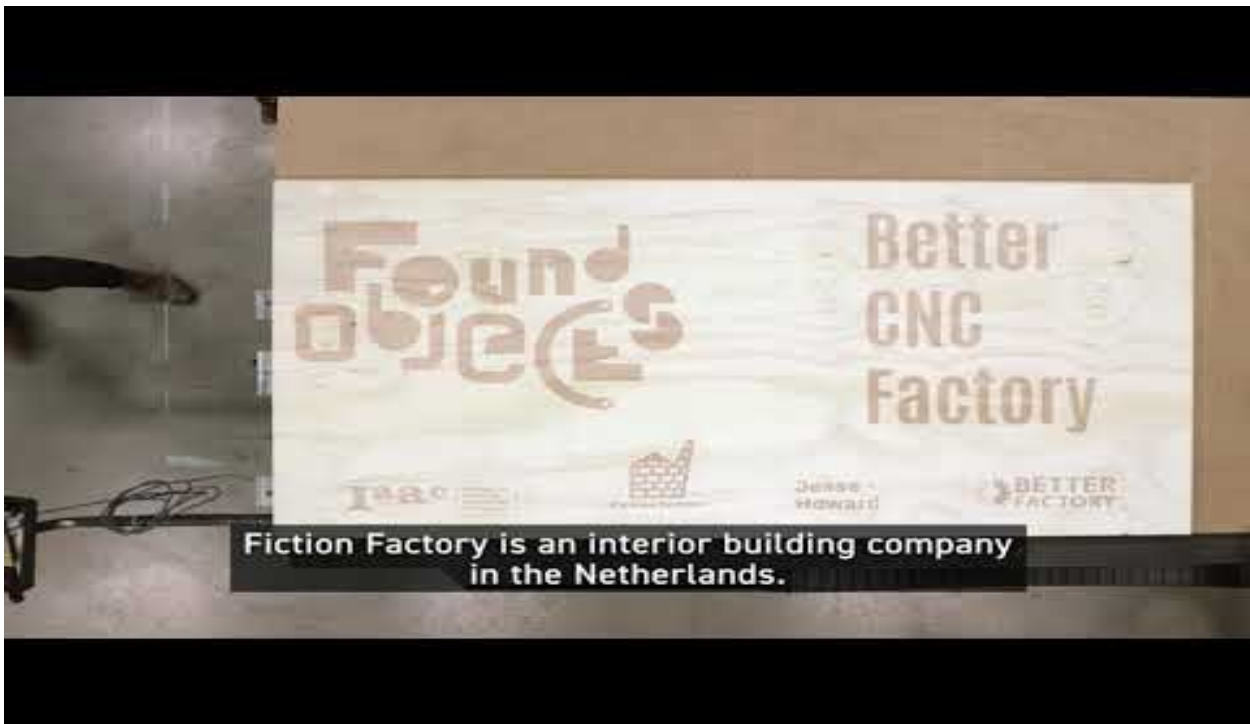 Found
objects
Better
CNC
Factory
Iaac
Jesse
Howard
BETTER
FACTORY
Fiction Factory is an interior building company
in the Netherlands.